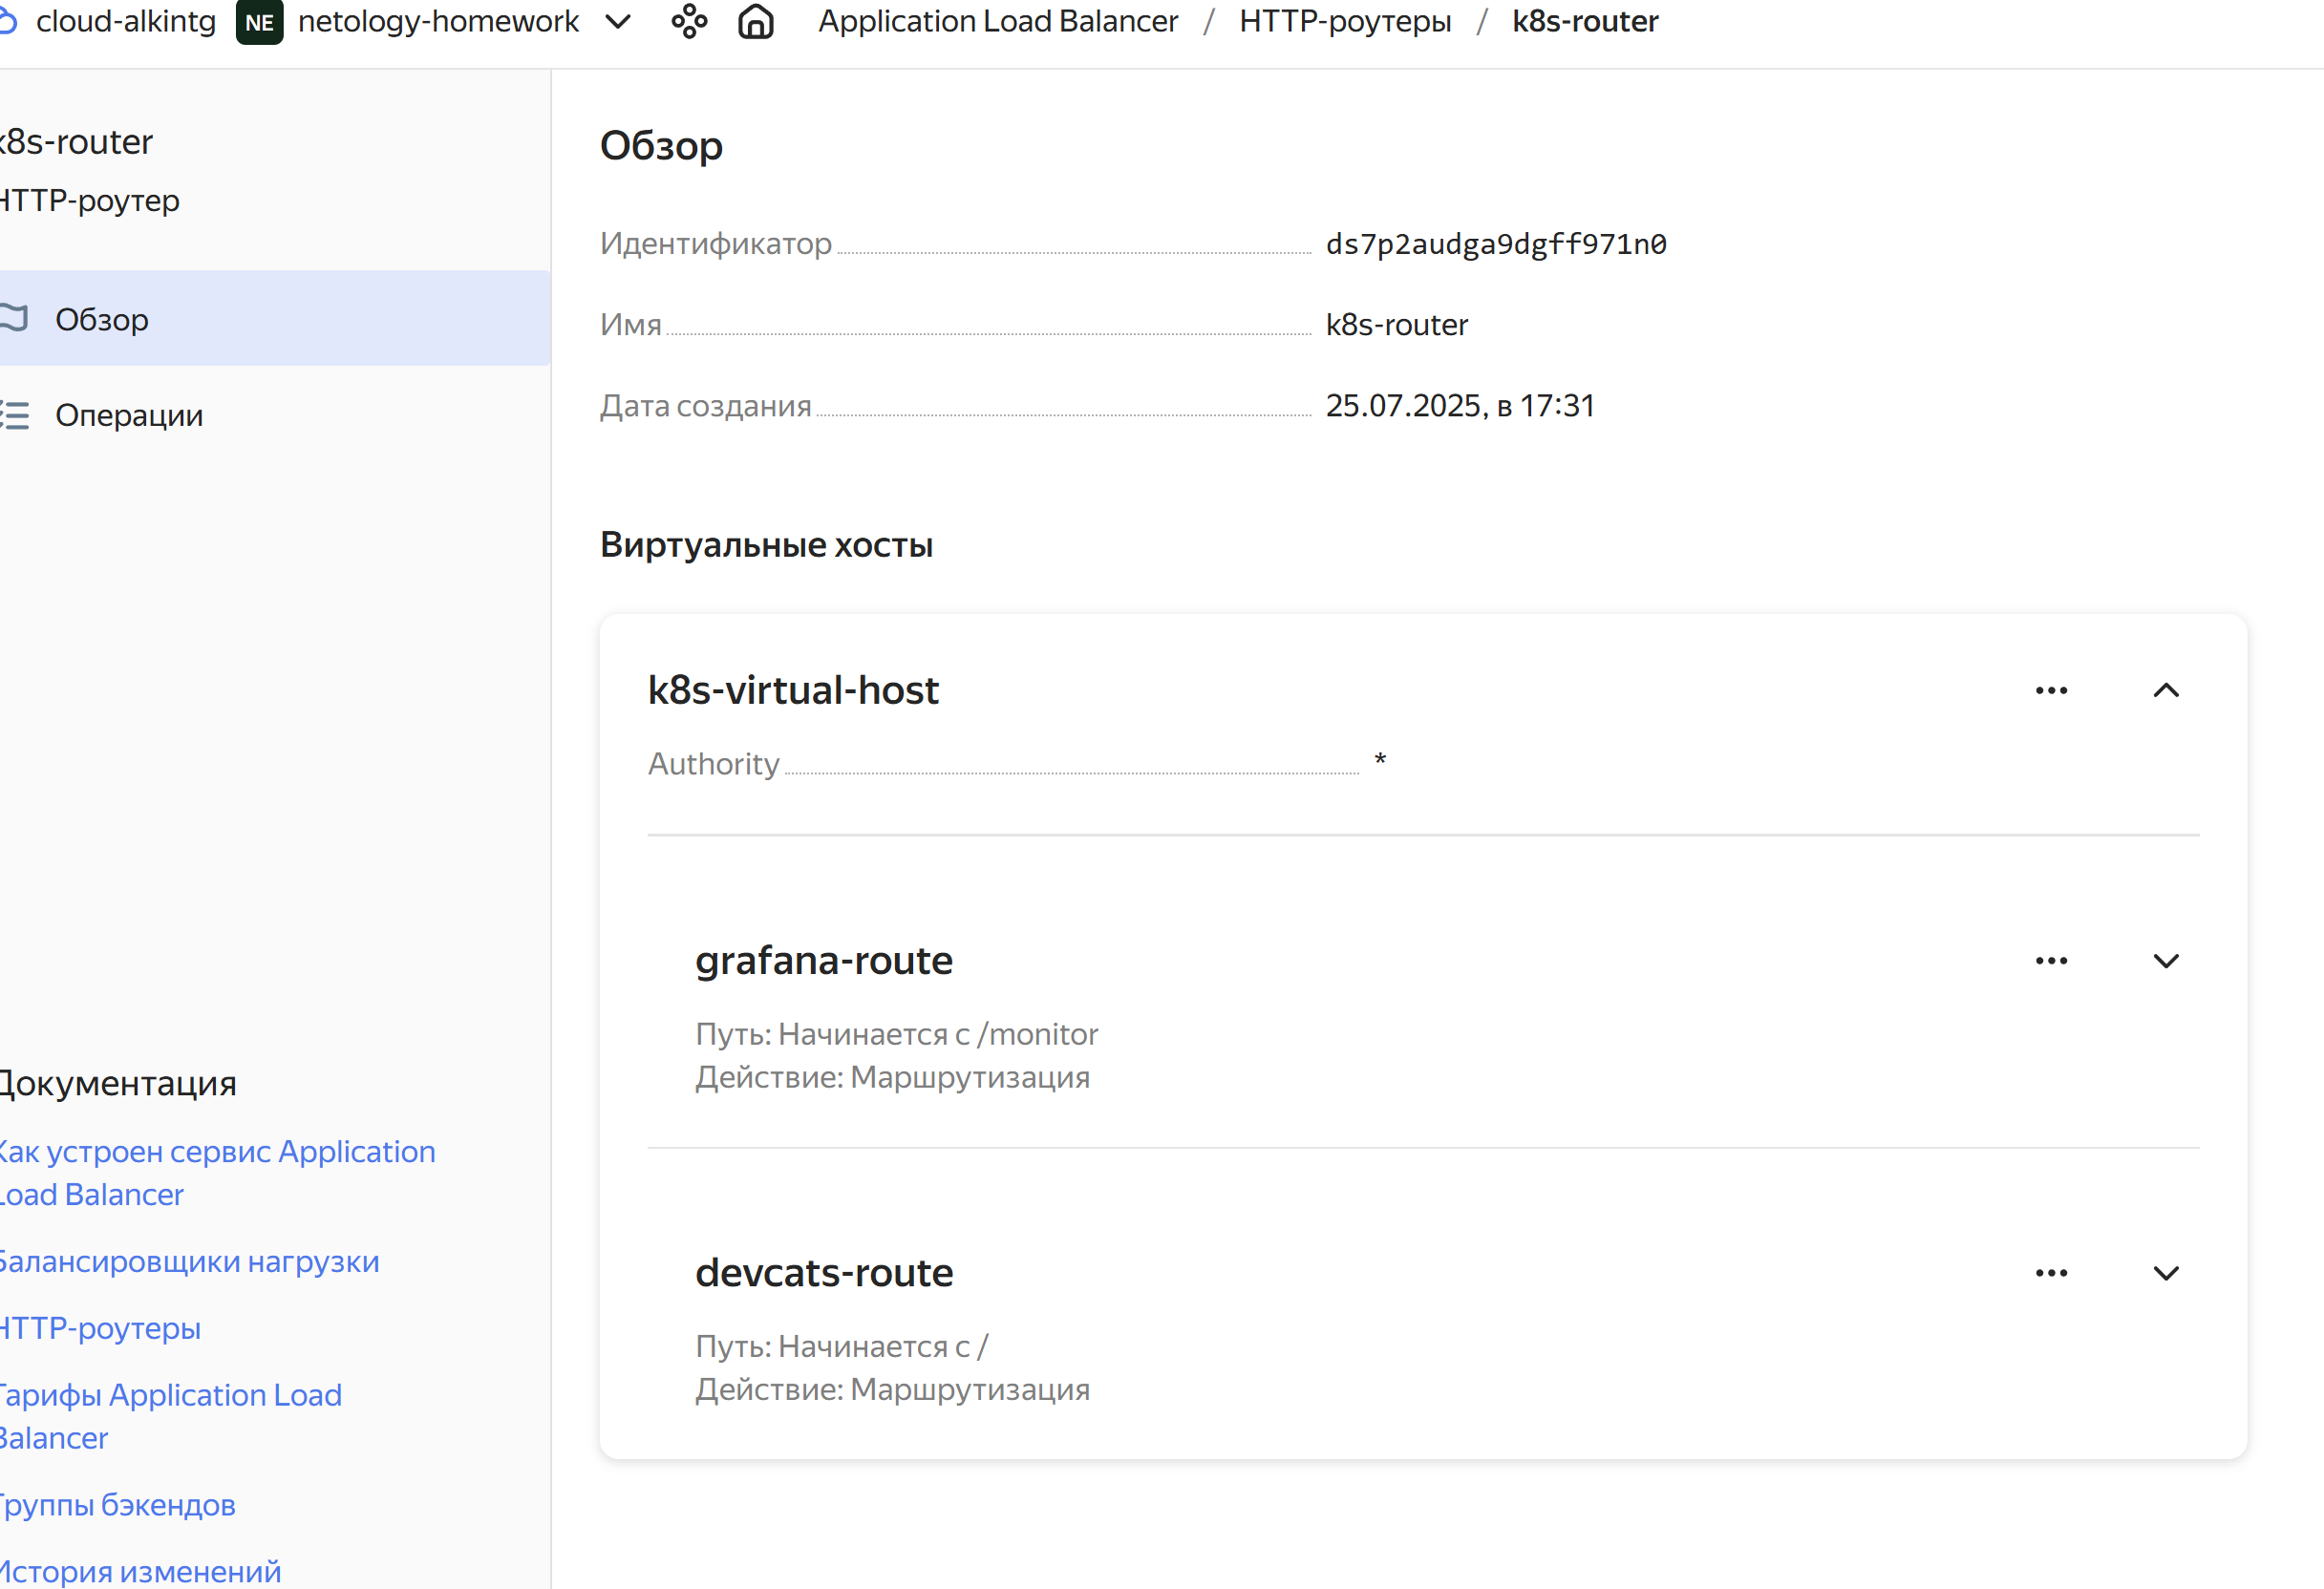 cloud-alkintg NE netology-homework Application Load Balancer / HTTP-роутеры / k8s-router
k8s-router
HTTP-роутер
Обзор
Операции
Документация
Как устроен сервис Application
Load Balancer
Балансировщики нагрузки
HTTP-роутеры
Тарифы Application Load
Balancer
Группы бэкендов
История изменений
Обзор
Идентификатор ds7p2audga9dgff971n0
Имя k8s-router
Дата создания 25.07.2025, в 17:31
Виртуальные хосты
k8s-virtual-host
Authority *
grafana-route
Путь: Начинается с /monitor
Действие: Маршрутизация
devcats-route
Путь: Начинается с /
Действие: Маршрутизация